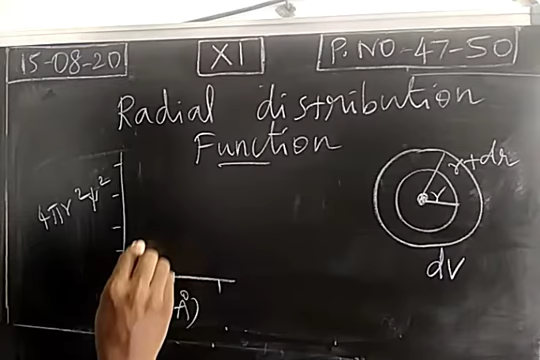 15-08-20
XI
P.NO-47-50
Radial distribution
Function
4πr²ψ²
r+dr
r
dv
Å)